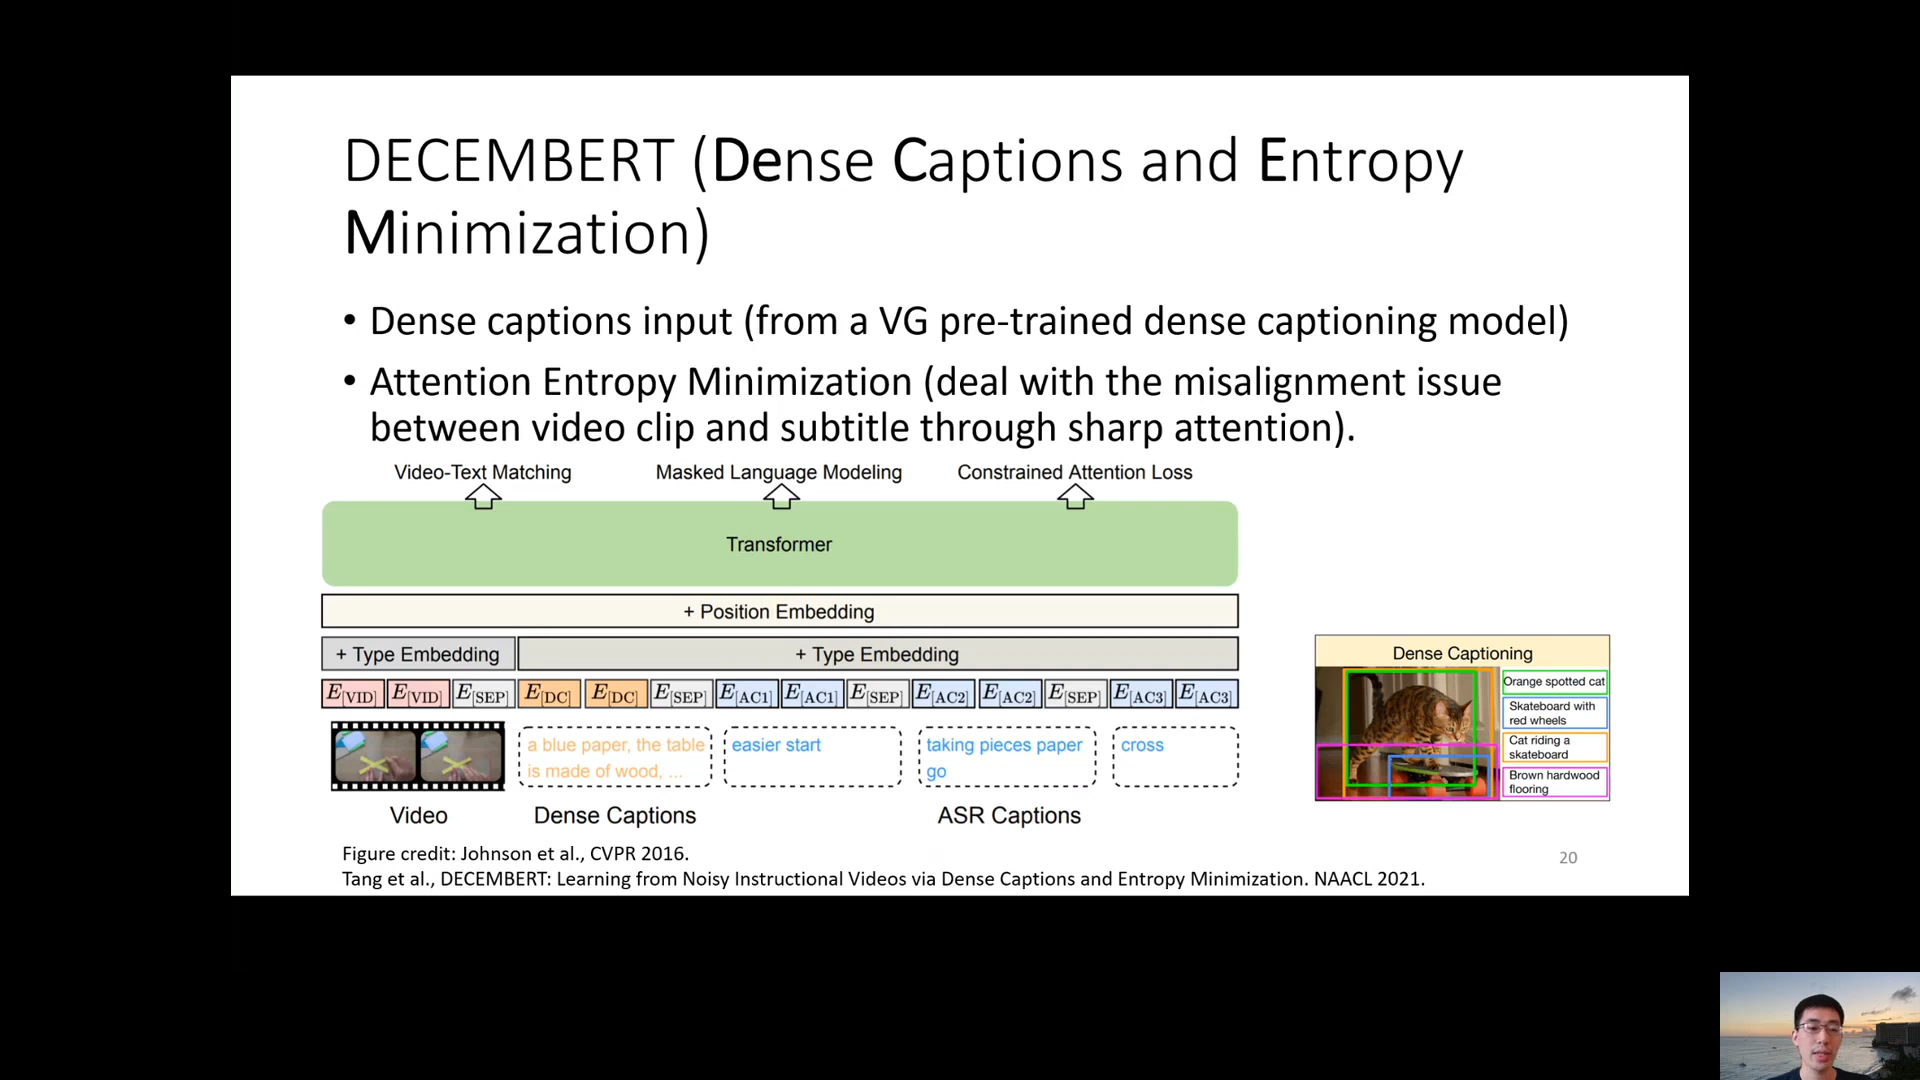 DECEMBERT (Dense Captions and Entropy
Minimization)
• Dense captions input (from a VG pre-trained dense captioning model)
• Attention Entropy Minimization (deal with the misalignment issue
between video clip and subtitle through sharp attention).
Video-Text Matching
Masked Language Modeling
Constrained Attention Loss
Transformer
+ Position Embedding
+ Type Embedding
+ Type Embedding
E[VID] E[VID] E[SEP] E[DC] E[DC] E[SEP] E[AC1] E[AC1] E[SEP] E[AC2] E[AC2] E[SEP] E[AC3] E[AC3]
a blue paper, the table
is made of wood, ...
easier start
taking pieces paper
go
cross
Video
Dense Captions
ASR Captions
Dense Captioning
Orange spotted cat
Skateboard with
red wheels
Cat riding a
skateboard
Brown hardwood
flooring
Figure credit: Johnson et al., CVPR 2016.
Tang et al., DECEMBERT: Learning from Noisy Instructional Videos via Dense Captions and Entropy Minimization. NAACL 2021.
20